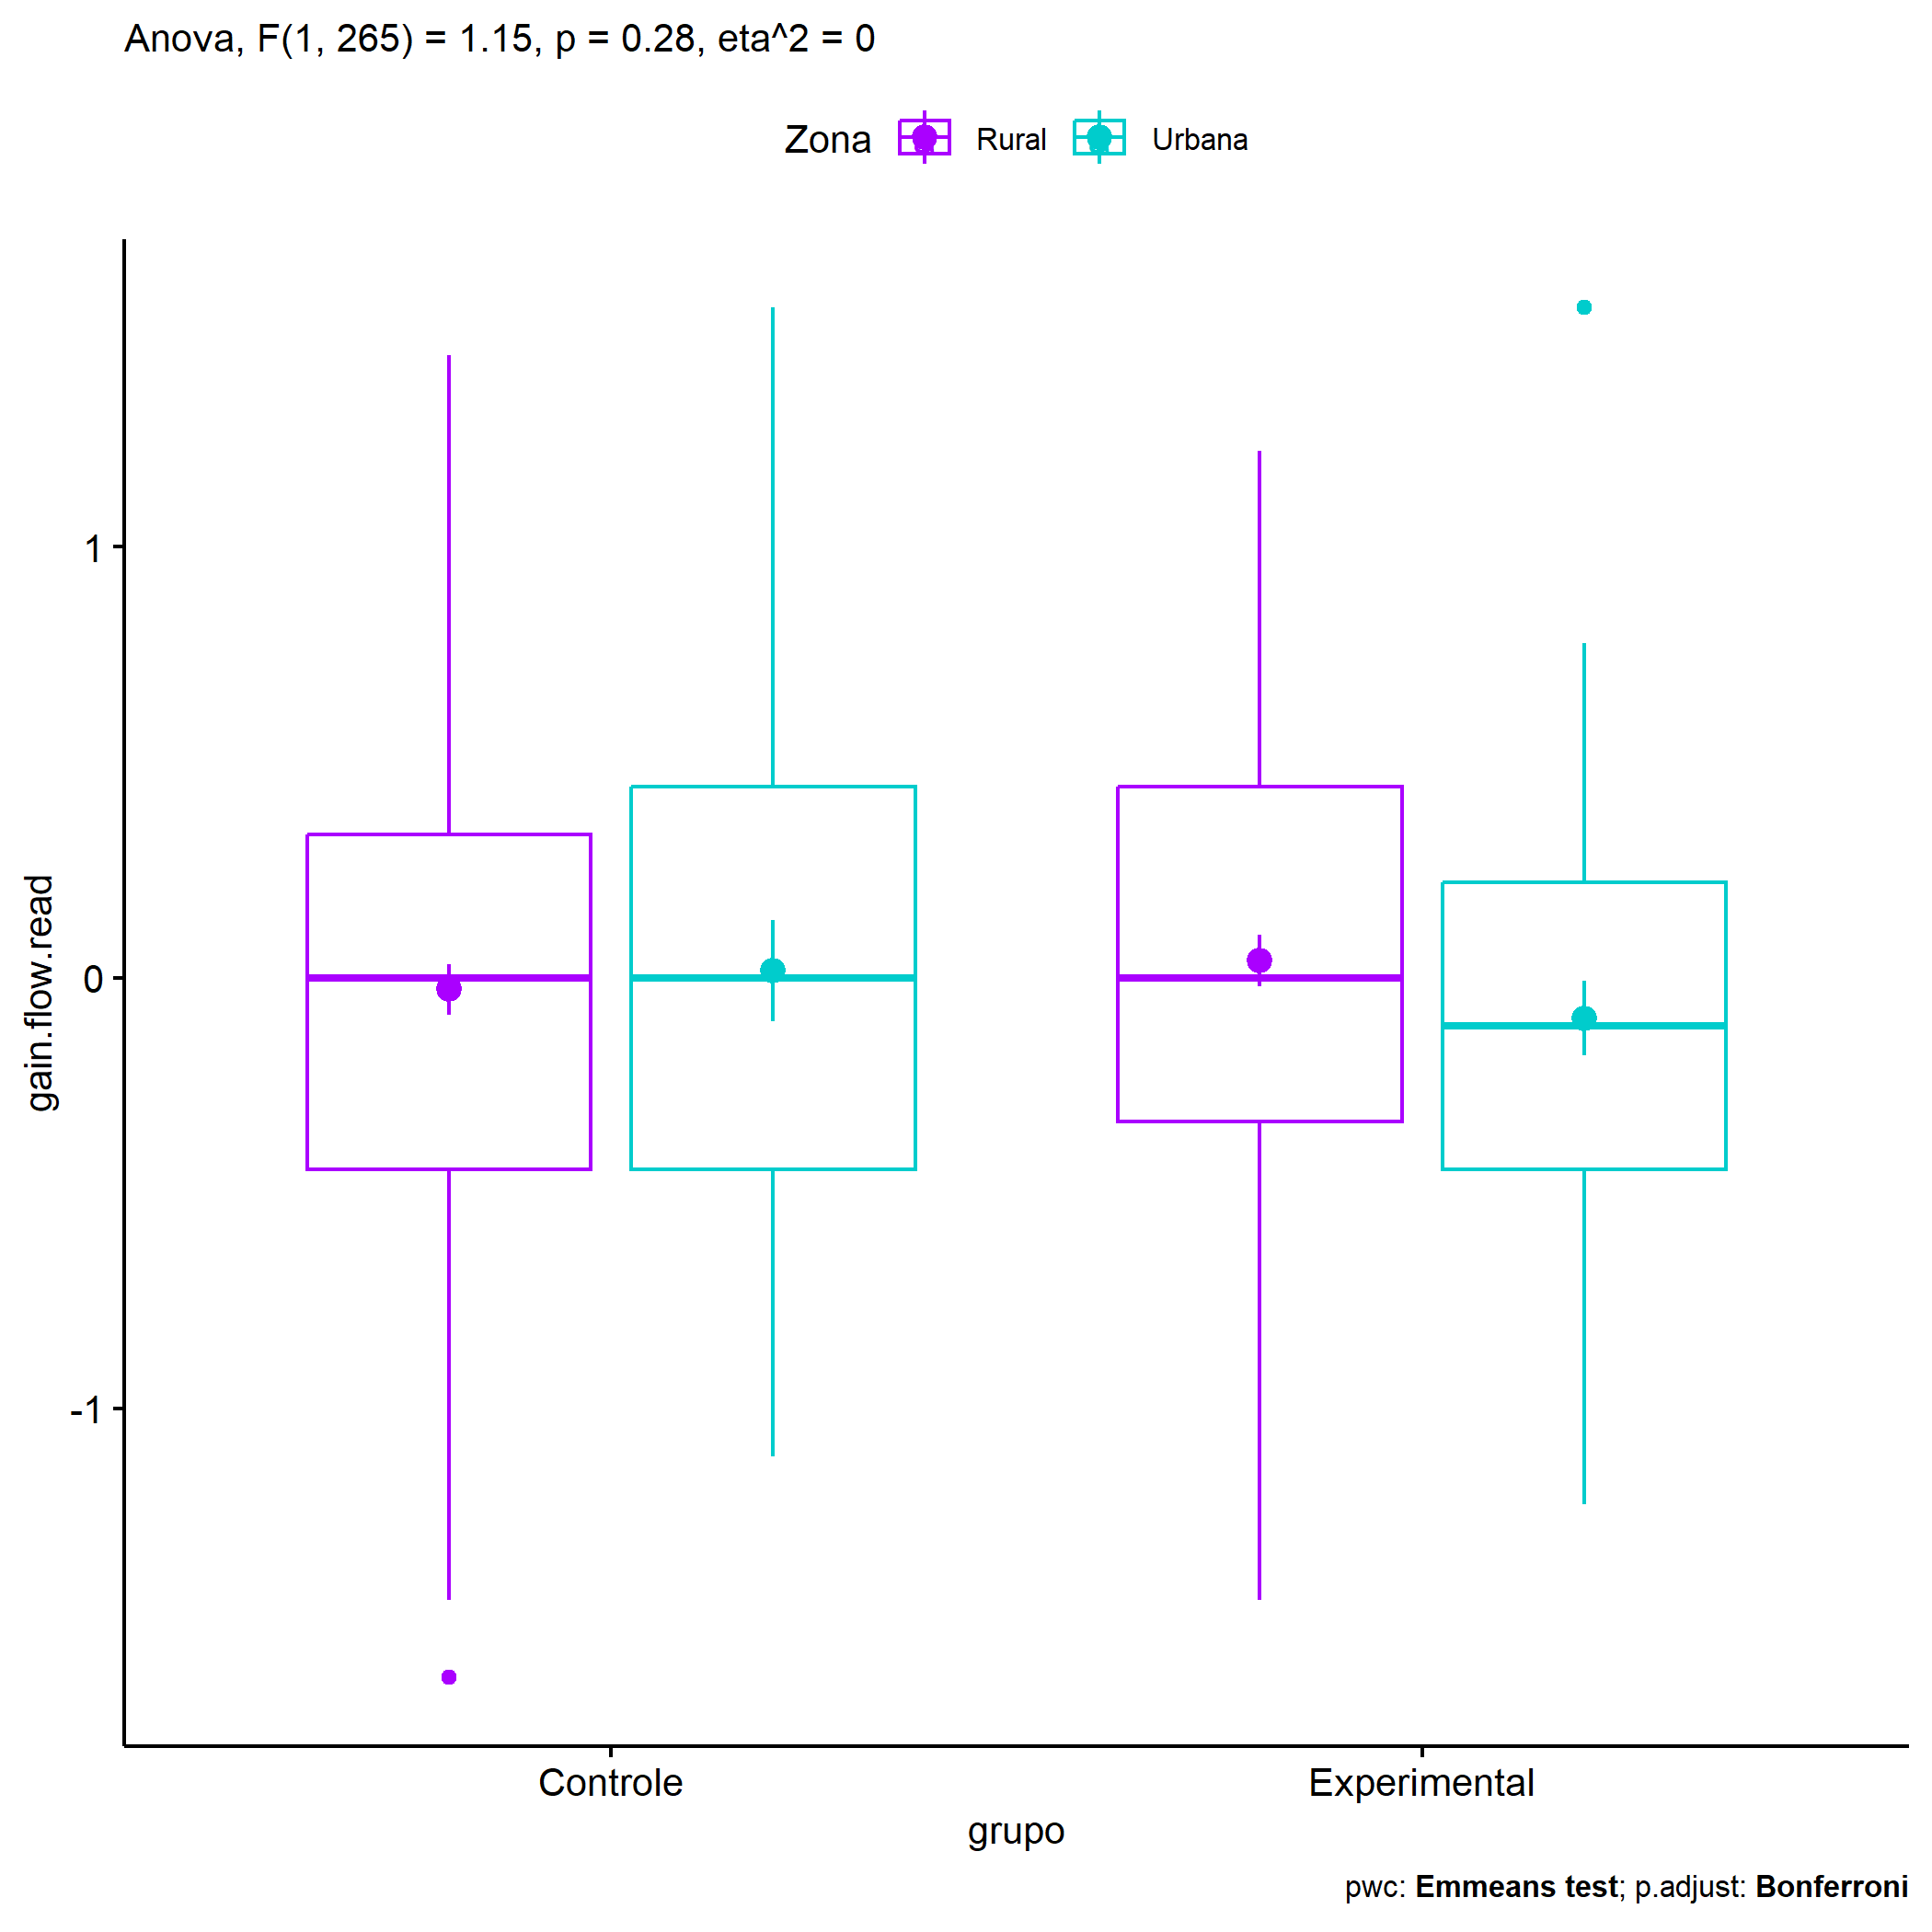 Anova, F(1, 265) = 1.15, p = 0.28, eta^2 = 0
Zona Rural Urbana
gain.flow.read
1
0
-1
Controle Experimental
grupo
pwc: Emmeans test; p.adjust: Bonferroni